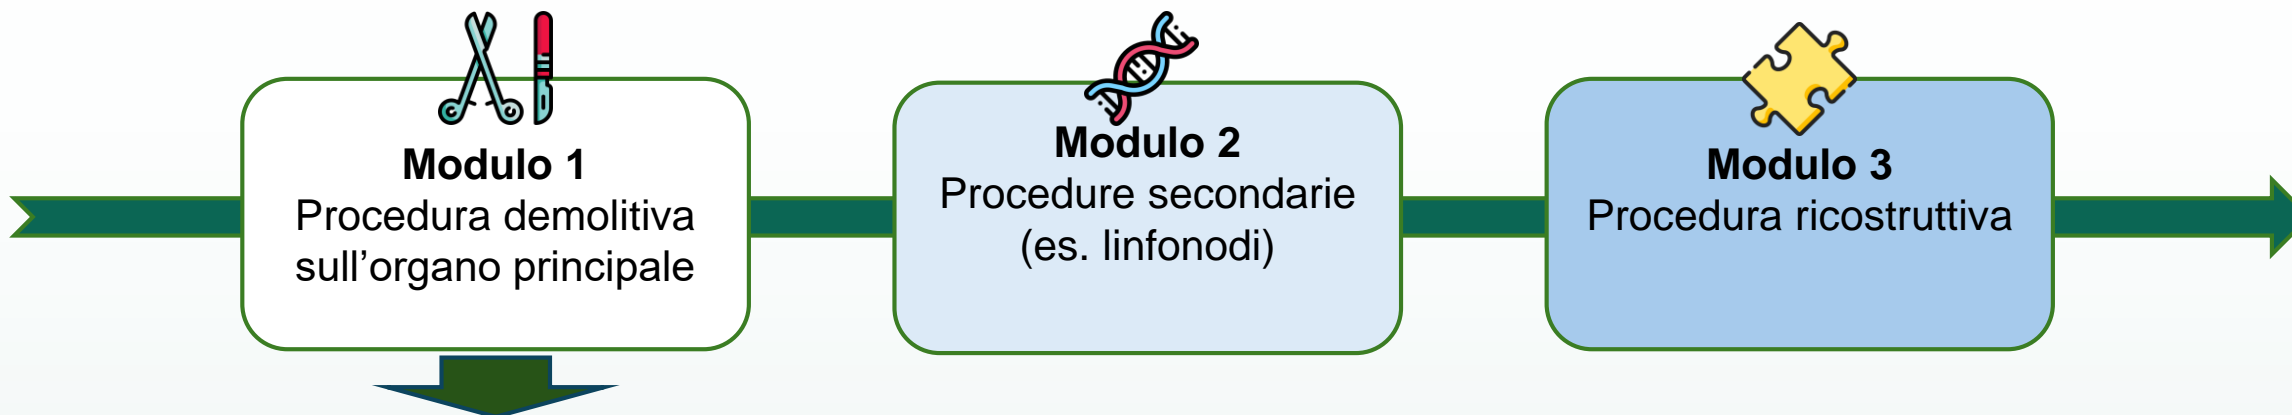 Modulo 1
Procedura demolitiva
sull’organo principale
Modulo 2
Procedure secondarie
(es. linfonodi)
Modulo 3
Procedura ricostruttiva